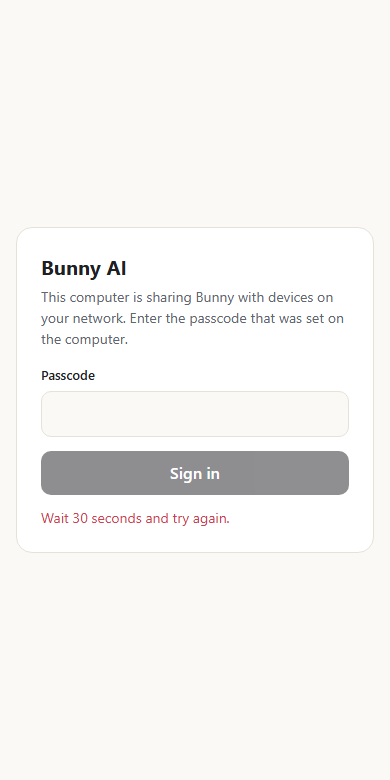 Bunny AI
This computer is sharing Bunny with devices on
your network. Enter the passcode that was set on
the computer.
Passcode
Sign in
Wait 30 seconds and try again.